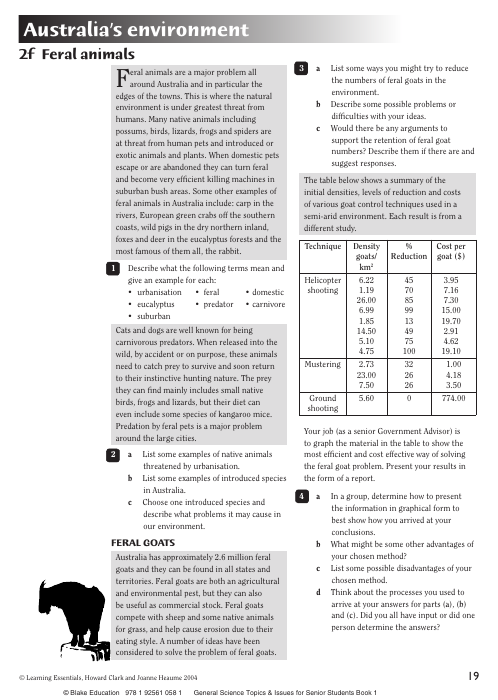 Australia's environment
2f Feral animals
Feral animals are a major problem all
around Australia and in particular the
edges of the towns. This is where the natural
environment is under greatest threat from
humans. Many native animals including
possums, birds, lizards, frogs and spiders are
at threat from human pets and introduced or
exotic animals and plants. When domestic pets
escape or are abandoned they can turn feral
and become very efficient killing machines in
suburban bush areas. Some other examples of
feral animals in Australia include: carp in the
rivers, European green crabs off the southern
coasts, wild pigs in the dry northern inland,
foxes and deer in the eucalyptus forests and the
most famous of them all, the rabbit.
1 Describe what the following terms mean and
give an example for each:
• urbanisation • feral • domestic
• eucalyptus • predator • carnivore
• suburban
Cats and dogs are well known for being
carnivorous predators. When released into the
wild, by accident or on purpose, these animals
need to catch prey to survive and soon return
to their instinctive hunting nature. The prey
they can find mainly includes small native
birds, frogs and lizards, but their diet can
even include some species of kangaroo mice.
Predation by feral pets is a major problem
around the large cities.
2 a List some examples of native animals
threatened by urbanisation.
b List some examples of introduced species
in Australia.
c Choose one introduced species and
describe what problems it may cause in
our environment.
FERAL GOATS
Australia has approximately 2.6 million feral
goats and they can be found in all states and
territories. Feral goats are both an agricultural
and environmental pest, but they can also
be useful as commercial stock. Feral goats
compete with sheep and some native animals
for grass, and help cause erosion due to their
eating style. A number of ideas have been
considered to solve the problem of feral goats.
3 a List some ways you might try to reduce
the numbers of feral goats in the
environment.
b Describe some possible problems or
difficulties with your ideas.
c Would there be any arguments to
support the retention of feral goat
numbers? Describe them if there are and
suggest responses.
The table below shows a summary of the
initial densities, levels of reduction and costs
of various goat control techniques used in a
semi-arid environment. Each result is from a
different study.
Technique Density % Cost per
goats/ Reduction goat ($)
km²
Helicopter 6.22 45 3.95
shooting 1.19 70 7.16
26.00 85 7.30
6.99 99 15.00
1.85 13 19.70
14.50 49 2.91
5.10 75 4.62
4.75 100 19.10
Mustering 2.73 32 1.00
23.00 26 4.18
7.50 26 3.50
Ground 5.60 0 774.00
shooting
Your job (as a senior Government Advisor) is
to graph the material in the table to show the
most efficient and cost effective way of solving
the feral goat problem. Present your results in
the form of a report.
4 a In a group, determine how to present
the information in graphical form to
best show how you arrived at your
conclusions.
b What might be some other advantages of
your chosen method?
c List some possible disadvantages of your
chosen method.
d Think about the processes you used to
arrive at your answers for parts (a), (b)
and (c). Did you all have input or did one
person determine the answers?
© Learning Essentials, Howard Clark and Joanne Heaume 2004
19
© Blake Education 978 1 92561 058 1 General Science Topics & Issues for Senior Students Book 1